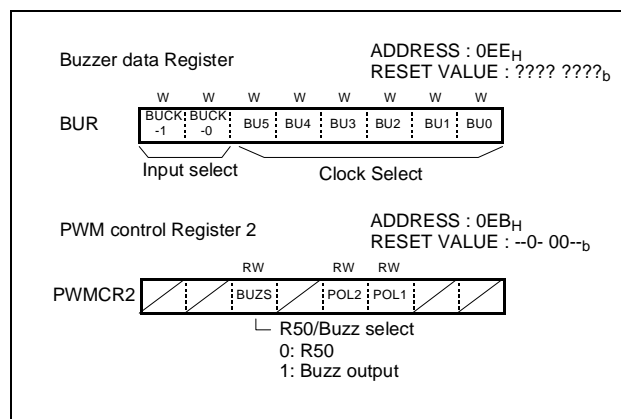 Buzzer data Register
ADDRESS : 0EEH
RESET VALUE : ???? ????b
W W W W W W W W
BUR
BUCK-1 BUCK-0 BU5 BU4 BU3 BU2 BU1 BU0
Input select
Clock Select
PWM control Register 2
ADDRESS : 0EBH
RESET VALUE : --0- 00--b
RW RW RW
PWMCR2
BUZS POL2 POL1
R50/Buzz select
0: R50
1: Buzz output